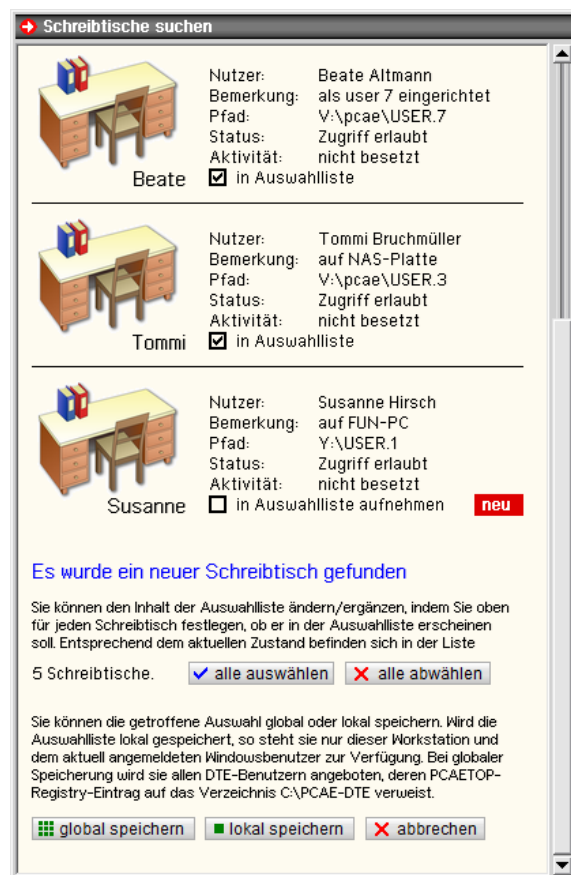 Schreibtische suchen
Nutzer: Beate Altmann
Bemerkung: als user 7 eingerichtet
Pfad: V:\pcae\USER.7
Status: Zugriff erlaubt
Aktivität: nicht besetzt
Beate in Auswahlliste
Nutzer: Tommi Bruchmüller
Bemerkung: auf NAS-Platte
Pfad: V:\pcae\USER.3
Status: Zugriff erlaubt
Aktivität: nicht besetzt
Tommi in Auswahlliste
Nutzer: Susanne Hirsch
Bemerkung: auf FUN-PC
Pfad: Y:\USER.1
Status: Zugriff erlaubt
Aktivität: nicht besetzt
Susanne in Auswahlliste aufnehmen neu
Es wurde ein neuer Schreibtisch gefunden
Sie können den Inhalt der Auswahlliste ändern/ergänzen, indem Sie oben
für jeden Schreibtisch festlegen, ob er in der Auswahlliste erscheinen
soll. Entsprechend dem aktuellen Zustand befinden sich in der Liste
5 Schreibtische. alle auswählen alle abwählen
Sie können die getroffene Auswahl global oder lokal speichern. Wird die
Auswahlliste lokal gespeichert, so steht sie nur dieser Workstation und
dem aktuell angemeldeten Windowsbenutzer zur Verfügung. Bei globaler
Speicherung wird sie allen DTE-Benutzern angeboten, deren PCAETOP-
Registry-Eintrag auf das Verzeichnis C:\PCAE-DTE verweist.
global speichern lokal speichern abbrechen